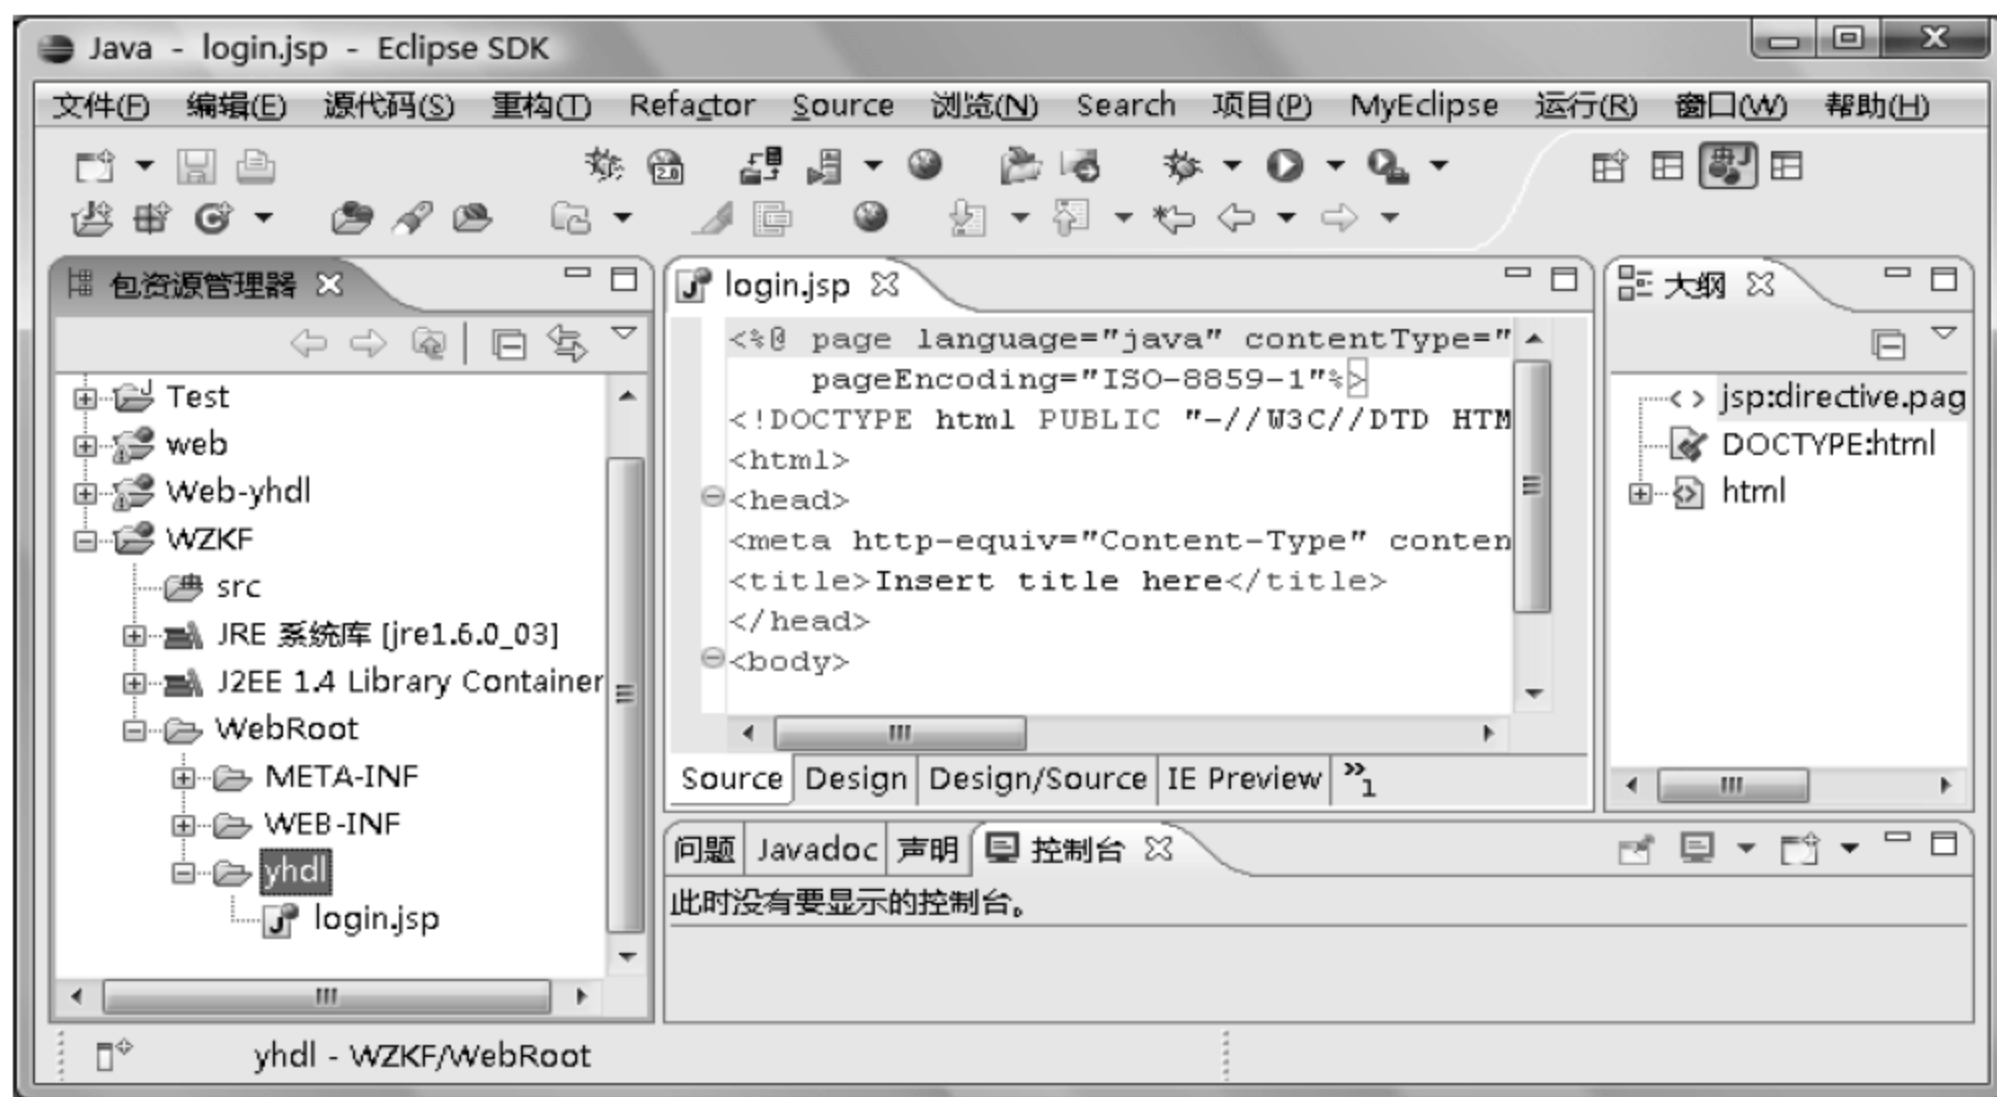 Java - login.jsp - Eclipse SDK
文件(F) 编辑(E) 源代码(S) 重构(T) Refactor Source 浏览(N) Search 项目(P) MyEclipse 运行(R) 窗口(W) 帮助(H)
2.0
包资源管理器
Test
web
Web-yhdl
WZKF
src
JRE 系统库 [jre1.6.0_03]
J2EE 1.4 Library Container
WebRoot
META-INF
WEB-INF
yhdl
login.jsp
login.jsp
<%@ page language="java" contentType="
pageEncoding="ISO-8859-1"%>
<!DOCTYPE html PUBLIC "-//W3C//DTD HTM
<html>
<head>
<meta http-equiv="Content-Type" conten
<title>Insert title here</title>
</head>
<body>
Source Design Design/Source IE Preview »1
大纲
jsp:directive.pag
DOCTYPE:html
html
问题 Javadoc 声明 控制台
此时没有要显示的控制台。
yhdl - WZKF/WebRoot